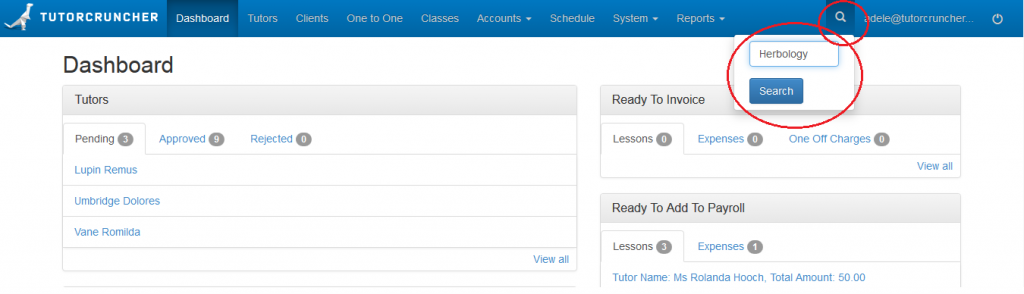 TUTORCRUNCHER Dashboard Tutors Clients One to One Classes Accounts Schedule System Reports adele@tutorcruncher...
Herbology
Search
Dashboard
Tutors
Pending 3 Approved 9 Rejected 0
Lupin Remus
Umbridge Dolores
Vane Romilda
View all
Ready To Invoice
Lessons 0 Expenses 0 One Off Charges 0
View all
Ready To Add To Payroll
Lessons 3 Expenses 1
Tutor Name: Ms Rolanda Hooch, Total Amount: 50.00